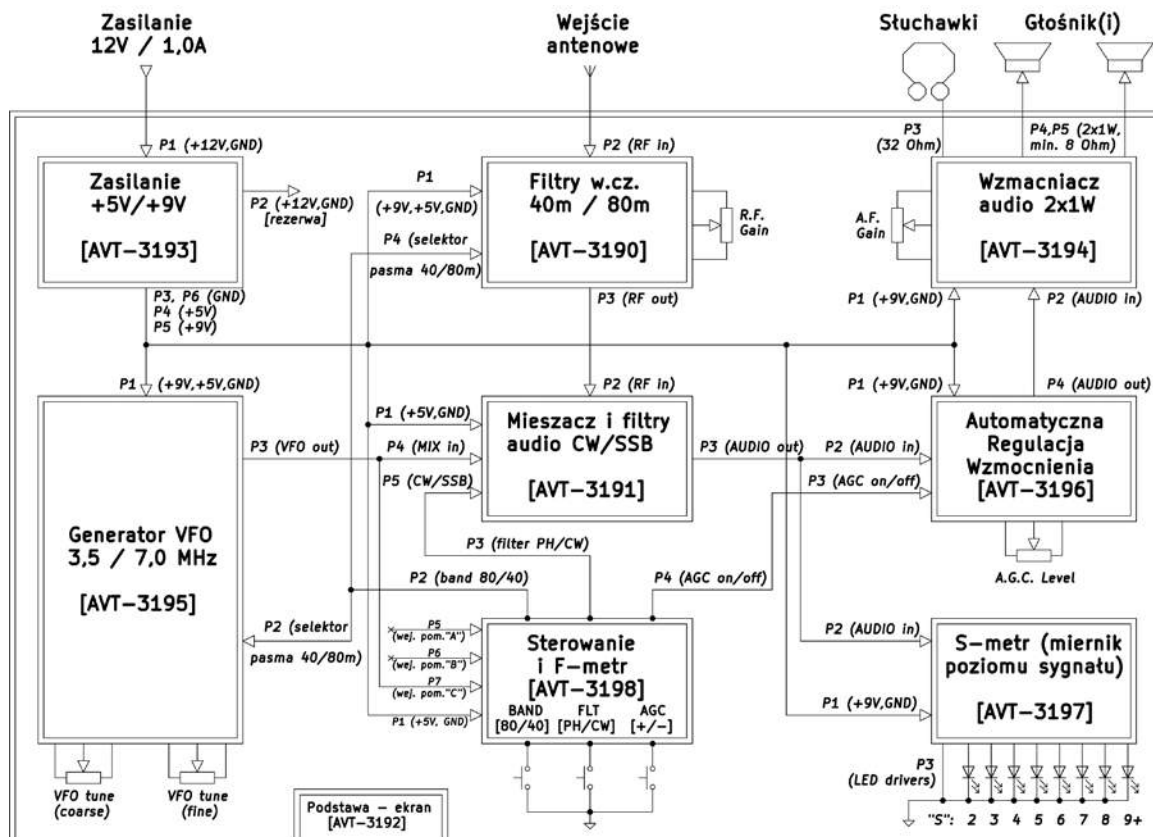 Zasilanie
12V / 1,0A
Wejście
antenowe
Słuchawki
Głośnik(i)
P1 (+12V,GND)
P2 (RF in)
P3
(32 Ohm)
P4,P5 (2x1W,
min. 8 Ohm)
Zasilanie
+5V/+9V
[AVT-3193]
P2 (+12V,GND)
[rezerwa]
P1
(+9V,+5V,GND)
P4 (selektor
pasma 40/80m)
Filtry w.cz.
40m / 80m
[AVT-3190]
R.F.
Gain
A.F.
Gain
Wzmacniacz
audio 2x1W
[AVT-3194]
P3, P6 (GND)
P4 (+5V)
P5 (+9V)
P3 (RF out)
P1 (+9V,GND)
P2 (AUDIO in)
P1 (+9V,+5V,GND)
P2 (RF in)
P1 (+9V,GND)
P4 (AUDIO out)
Generator VFO
3,5 / 7,0 MHz
[AVT-3195]
P3 (VFO out)
P1 (+5V,GND)
P4 (MIX in)
P5 (CW/SSB)
Mieszacz i filtry
audio CW/SSB
[AVT-3191]
P3 (AUDIO out)
P2 (AUDIO in)
P3 (AGC on/off)
Automatyczna
Regulacja
Wzmocnienia
[AVT-3196]
A.G.C. Level
P3 (filter PH/CW)
P2 (band 80/40)
P4 (AGC on/off)
P2 (selektor
pasma 40/80m)
P5
(wej. pom."A")
P6
(wej. pom."B")
P7
(wej. pom."C")
P1 (+5V, GND)
Sterowanie
i F-metr
[AVT-3198]
BAND FLT AGC
[80/40] [PH/CW] [+/-]
P2 (AUDIO in)
P1 (+9V,GND)
S-metr (miernik
poziomu sygnału)
[AVT-3197]
P3
(LED drivers)
"S": 2 3 4 5 6 7 8 9+
VFO tune
(coarse)
VFO tune
(fine)
Podstawa - ekran
[AVT-3192]